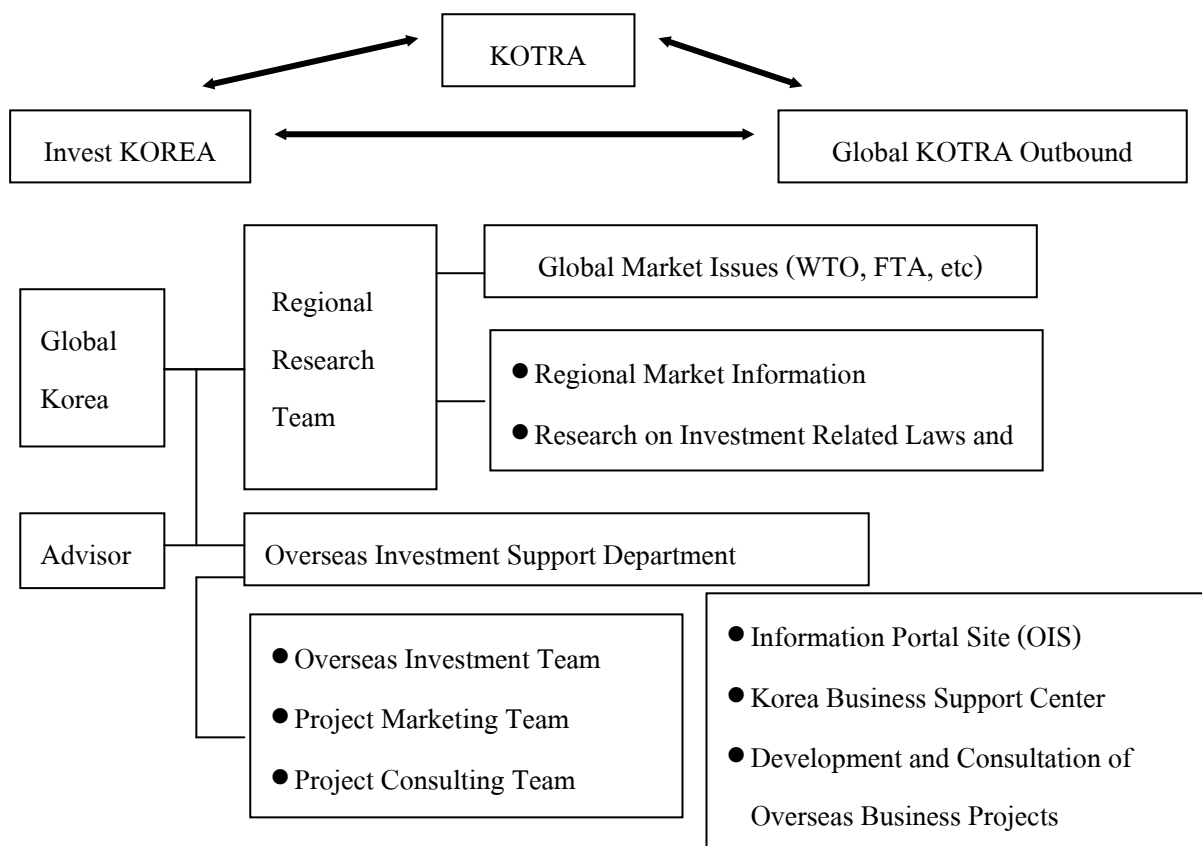 KOTRA
Invest KOREA
Global KOTRA Outbound
Global
Korea
Regional
Research
Team
Global Market Issues (WTO, FTA, etc)
● Regional Market Information
● Research on Investment Related Laws and
Advisor
Overseas Investment Support Department
● Overseas Investment Team
● Project Marketing Team
● Project Consulting Team
● Information Portal Site (OIS)
● Korea Business Support Center
● Development and Consultation of
Overseas Business Projects